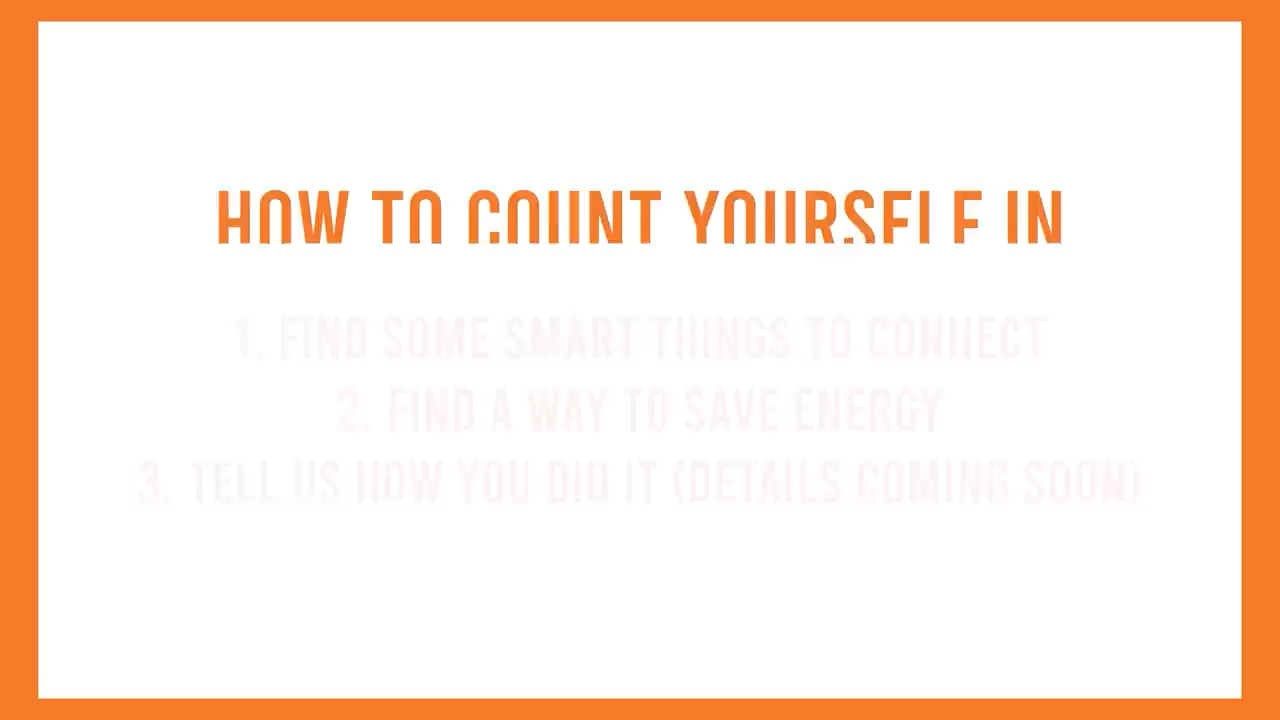 HOW TO COUNT YOURSELF IN
1. FIND SOME SMART THINGS TO CONNECT
2. FIND A WAY TO SAVE ENERGY
3. TELL US HOW YOU DID IT (DETAILS COMING SOON)